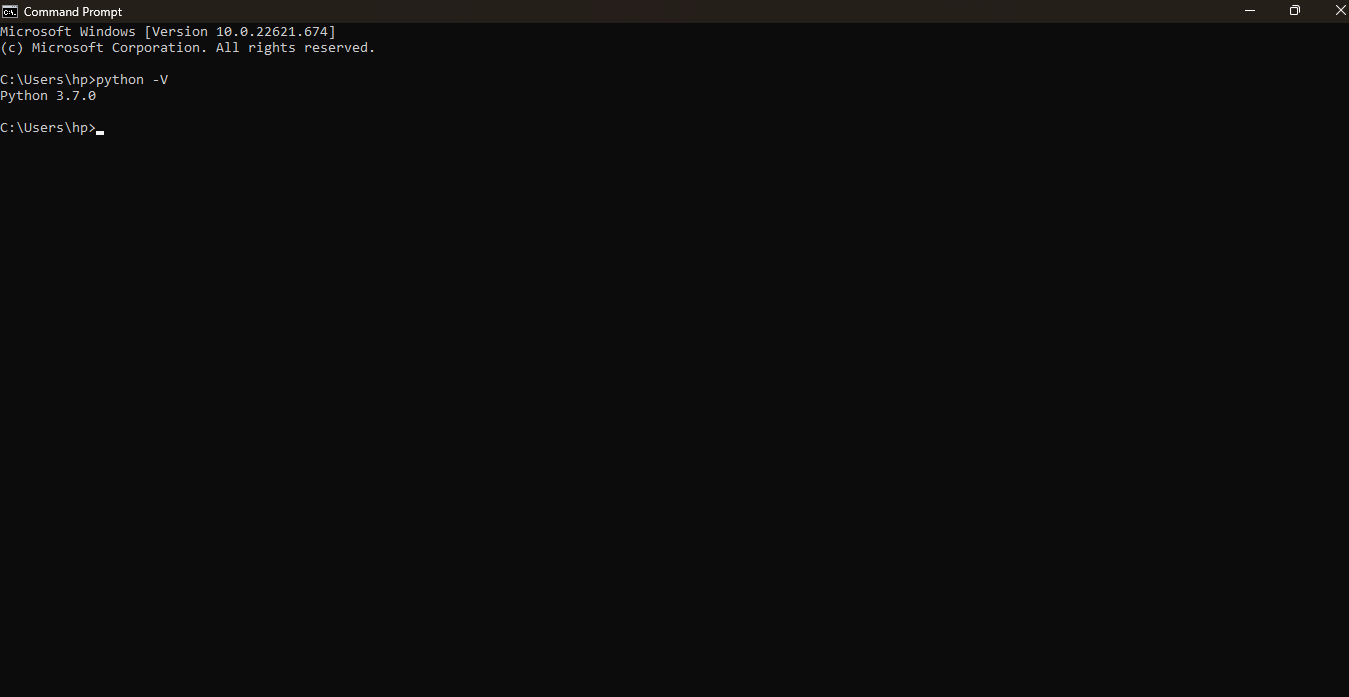 Command Prompt
Microsoft Windows [Version 10.0.22621.674]
(c) Microsoft Corporation. All rights reserved.
C:\Users\hp>python -V
Python 3.7.0
C:\Users\hp>